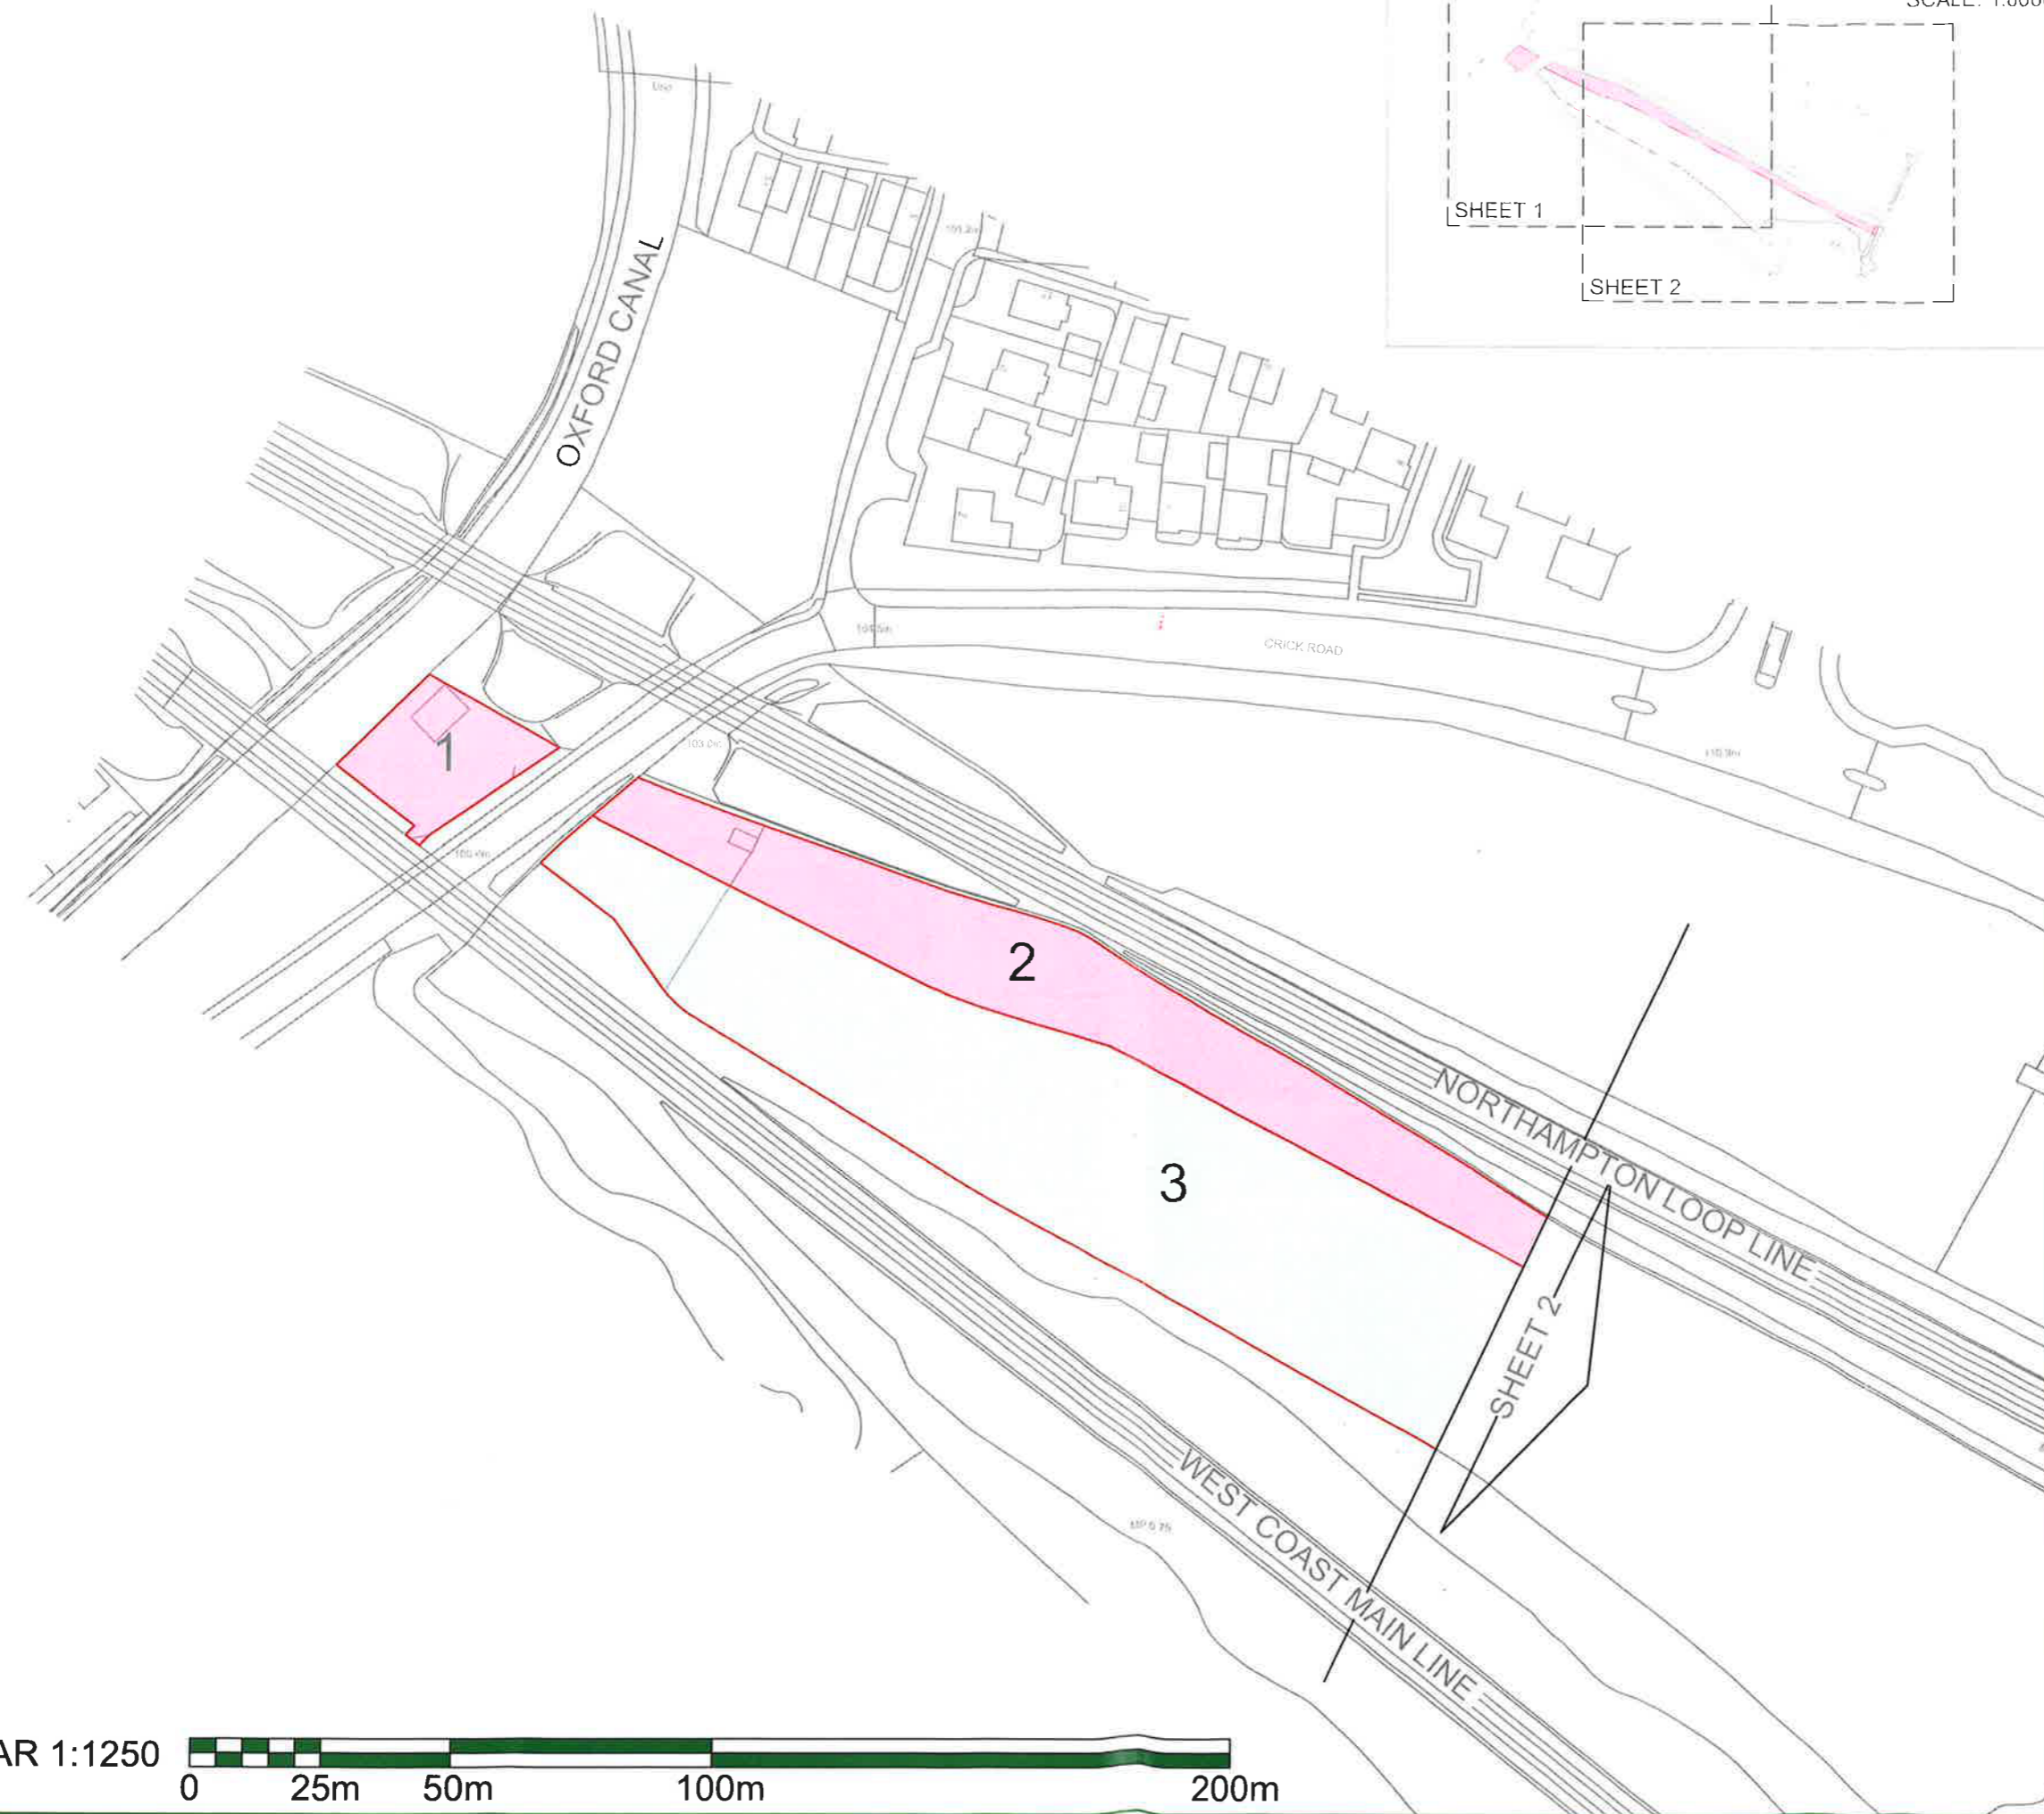 SHEET 1
SHEET 2
OXFORD CANAL
CRICK ROAD
1
2
3
NORTHAMPTON LOOP LINE
SHEET 2
WEST COAST MAIN LINE
AR 1:1250
0 25m 50m 100m 200m